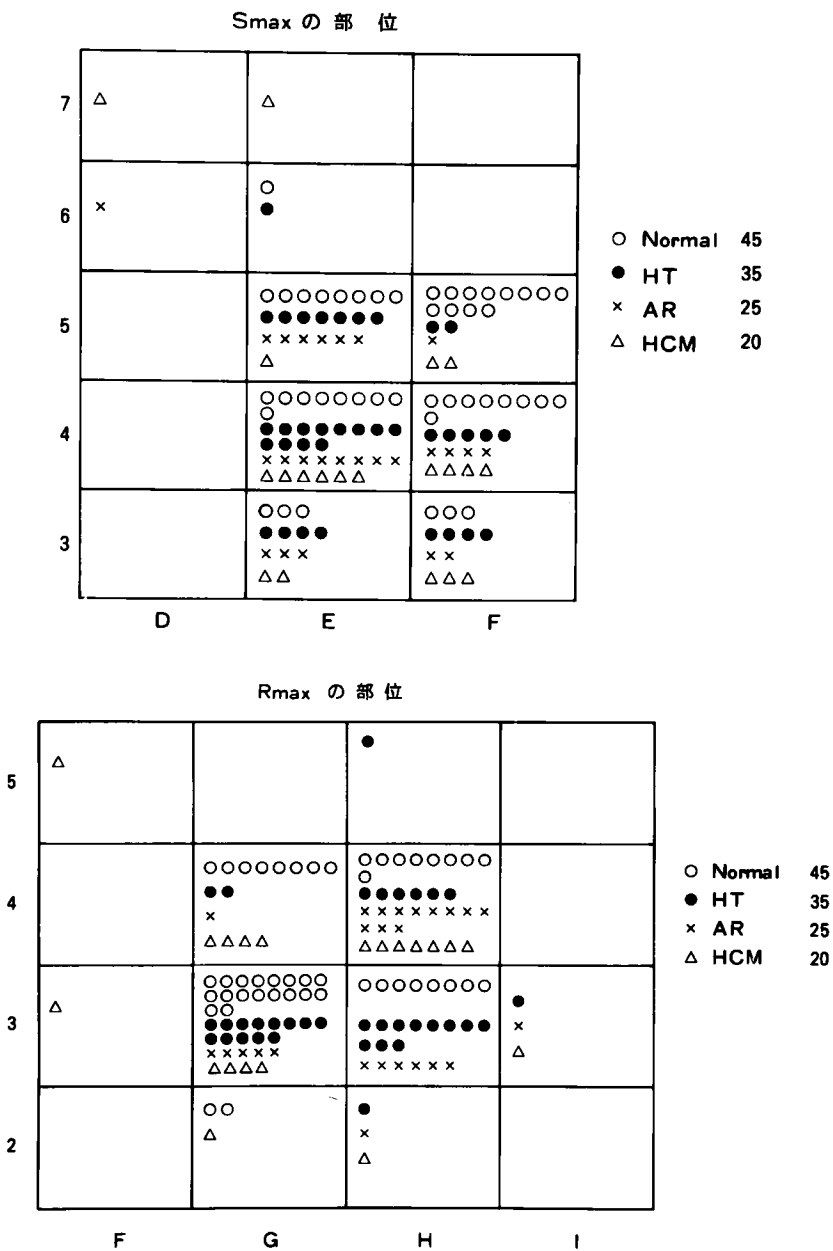 Smax の 部 位
7
6
5
4
3
D E F
○ Normal 45
● HT 35
× AR 25
△ HCM 20
Rmax の 部 位
5
4
3
2
F G H I
○ Normal 45
● HT 35
× AR 25
△ HCM 20